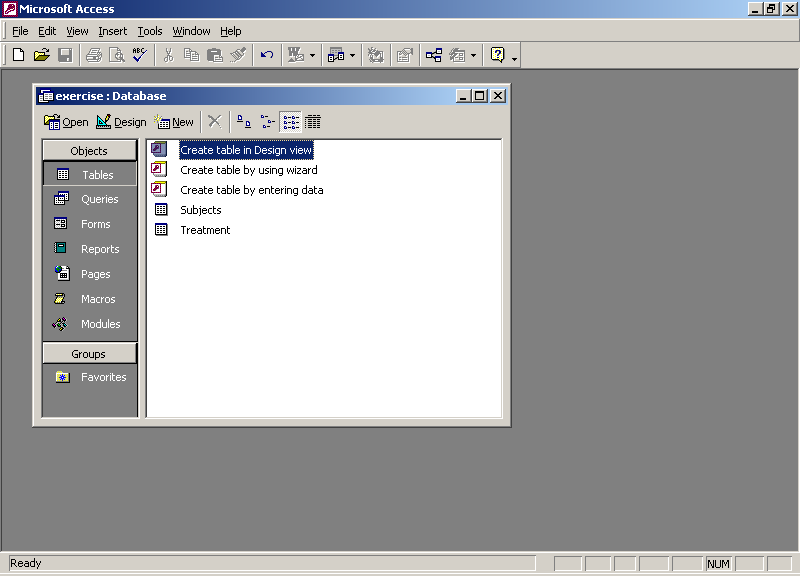 Microsoft Access
File Edit View Insert Tools Window Help
exercise : Database
Open Design New
Objects
Tables
Queries
Forms
Reports
Pages
Macros
Modules
Groups
Favorites
Create table in Design view
Create table by using wizard
Create table by entering data
Subjects
Treatment
Ready
NUM